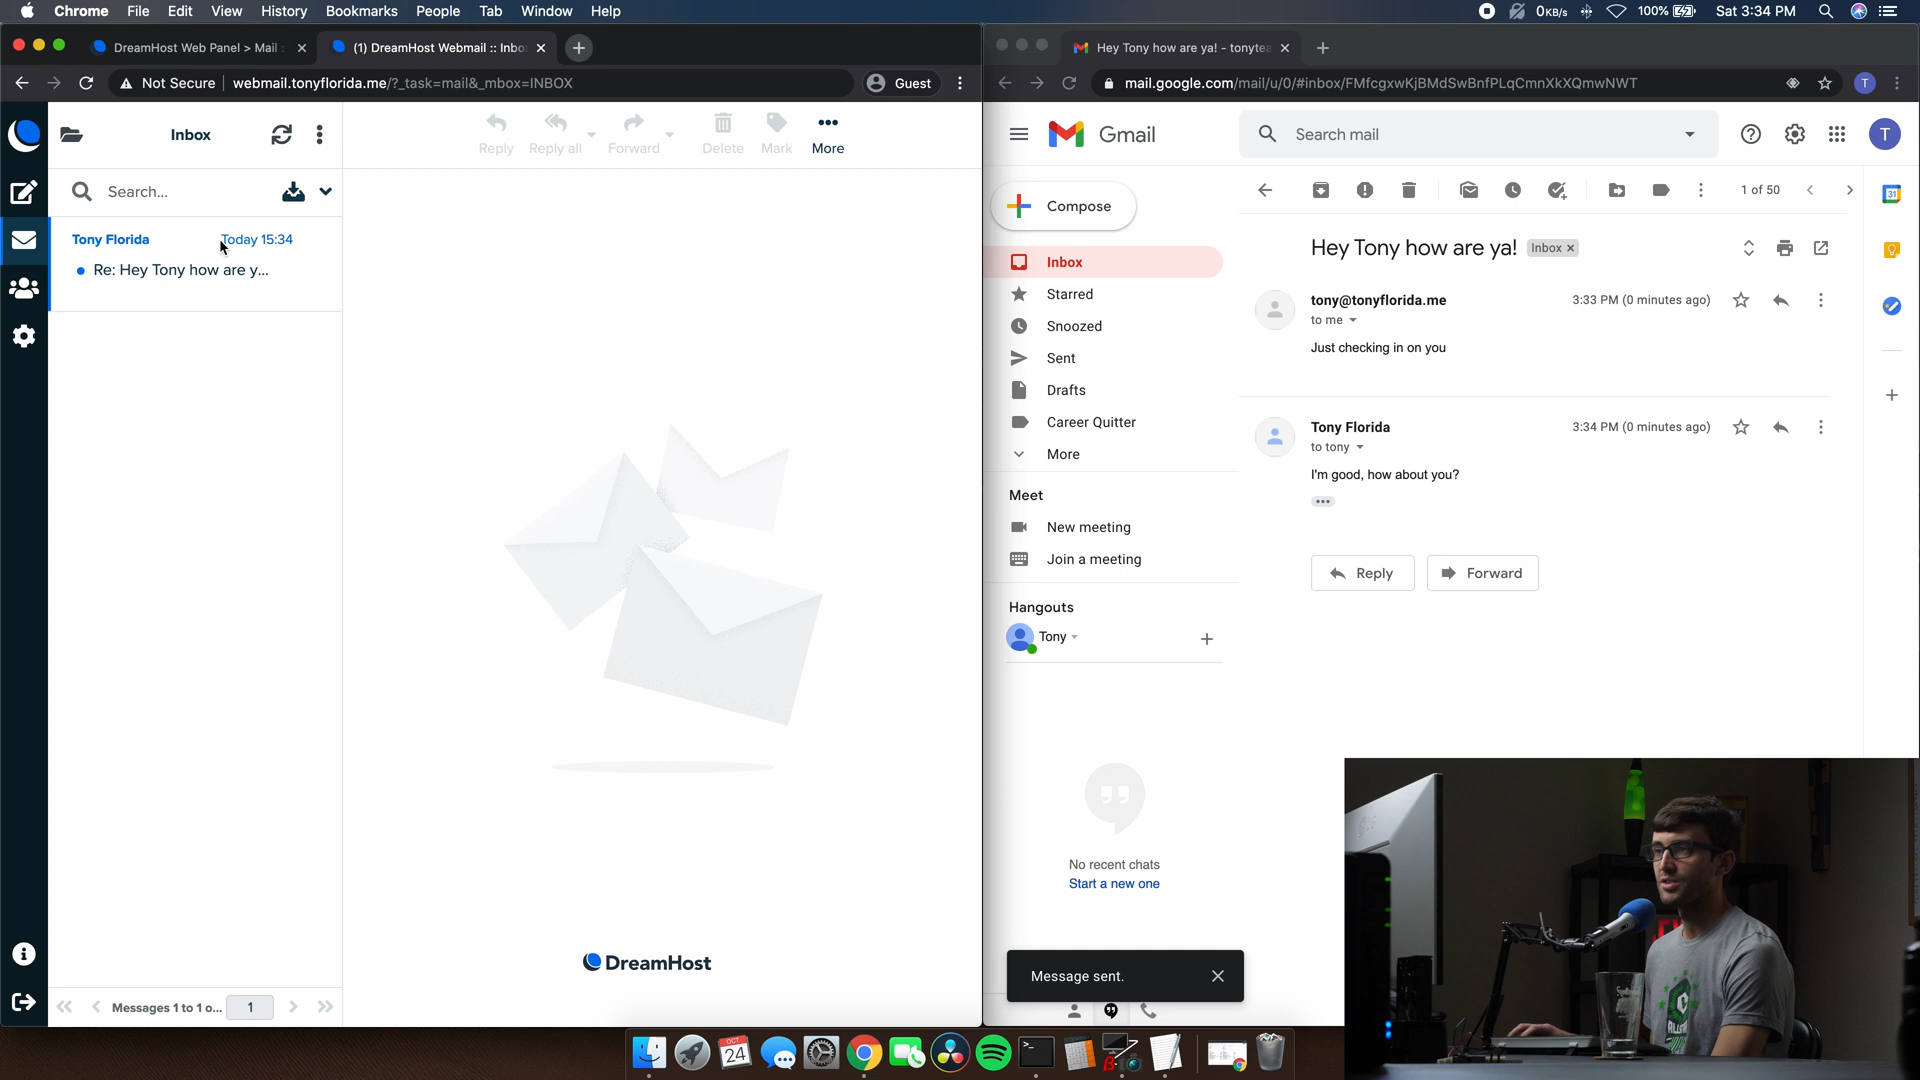 Chrome File Edit View History Bookmarks People Tab Window Help
0KB/s 100% Sat 3:34 PM
DreamHost Web Panel > Mail :
(1) DreamHost Webmail :: Inbo
Not Secure webmail.tonyflorida.me/?_task=mail&_mbox=INBOX
Guest
Inbox
Reply
Reply all
Forward
Delete
Mark
More
Search...
Tony Florida
Today 15:34
Re: Hey Tony how are y...
DreamHost
Messages 1 to 1 o...
1
Hey Tony how are ya! - tonytea
mail.google.com/mail/u/0/#inbox/FMfcgxwKjBMdSwBnfPLqCmnXkXQmwNWT
T
Gmail
Search mail
T
Compose
1 of 50
31
Inbox
Starred
Snoozed
Sent
Drafts
Career Quitter
More
Meet
New meeting
Join a meeting
Hangouts
Tony
No recent chats
Start a new one
Message sent.
Hey Tony how are ya!
Inbox
tony@tonyflorida.me
3:33 PM (0 minutes ago)
to me
Just checking in on you
Tony Florida
3:34 PM (0 minutes ago)
to tony
I'm good, how about you?
Reply
Forward
OCT
24